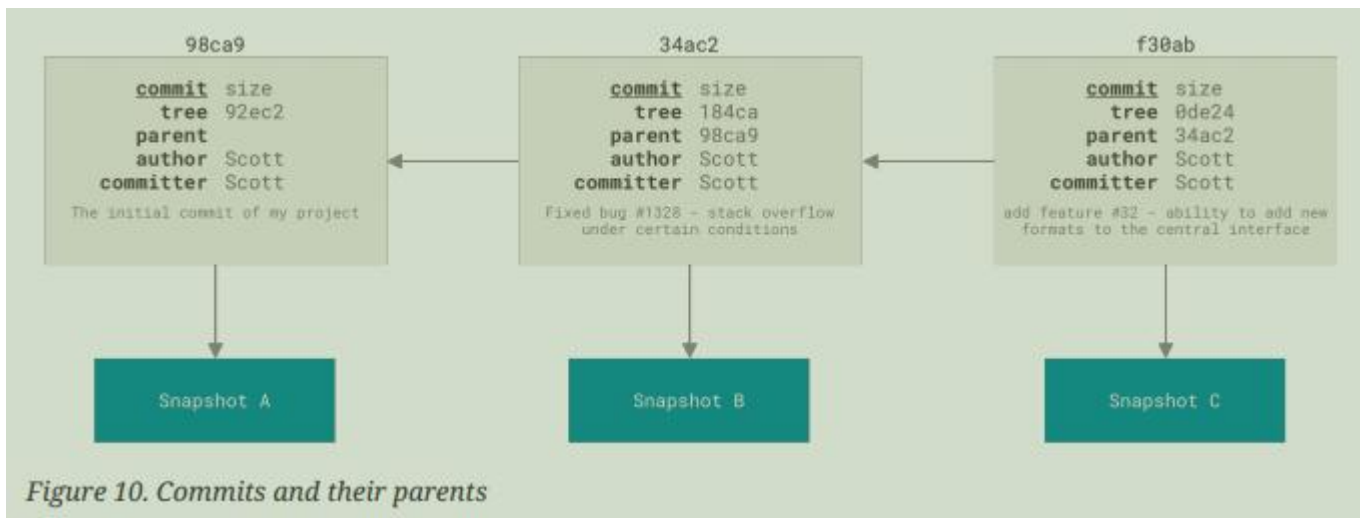 98ca9
commit size
tree 92ec2
parent
author Scott
committer Scott
The initial commit of my project
34ac2
commit size
tree 184ca
parent 98ca9
author Scott
committer Scott
Fixed bug #1328 - stack overflow
under certain conditions
f30ab
commit size
tree 0de24
parent 34ac2
author Scott
committer Scott
add feature #32 - ability to add new
formats to the central interface
Snapshot A
Snapshot B
Snapshot C
Figure 10. Commits and their parents